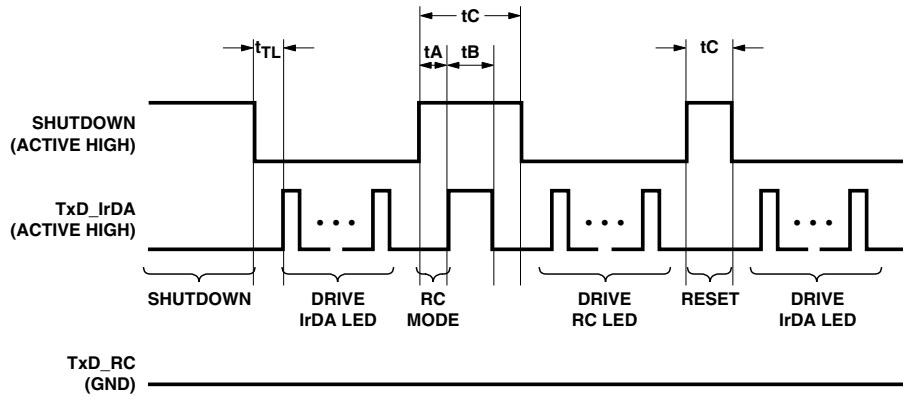 tC
tTL
tA
tB
tC
SHUTDOWN
(ACTIVE HIGH)
TxD_IrDA
(ACTIVE HIGH)
SHUTDOWN
DRIVE
IrDA LED
RC
MODE
DRIVE
RC LED
RESET
DRIVE
IrDA LED
TxD_RC
(GND)